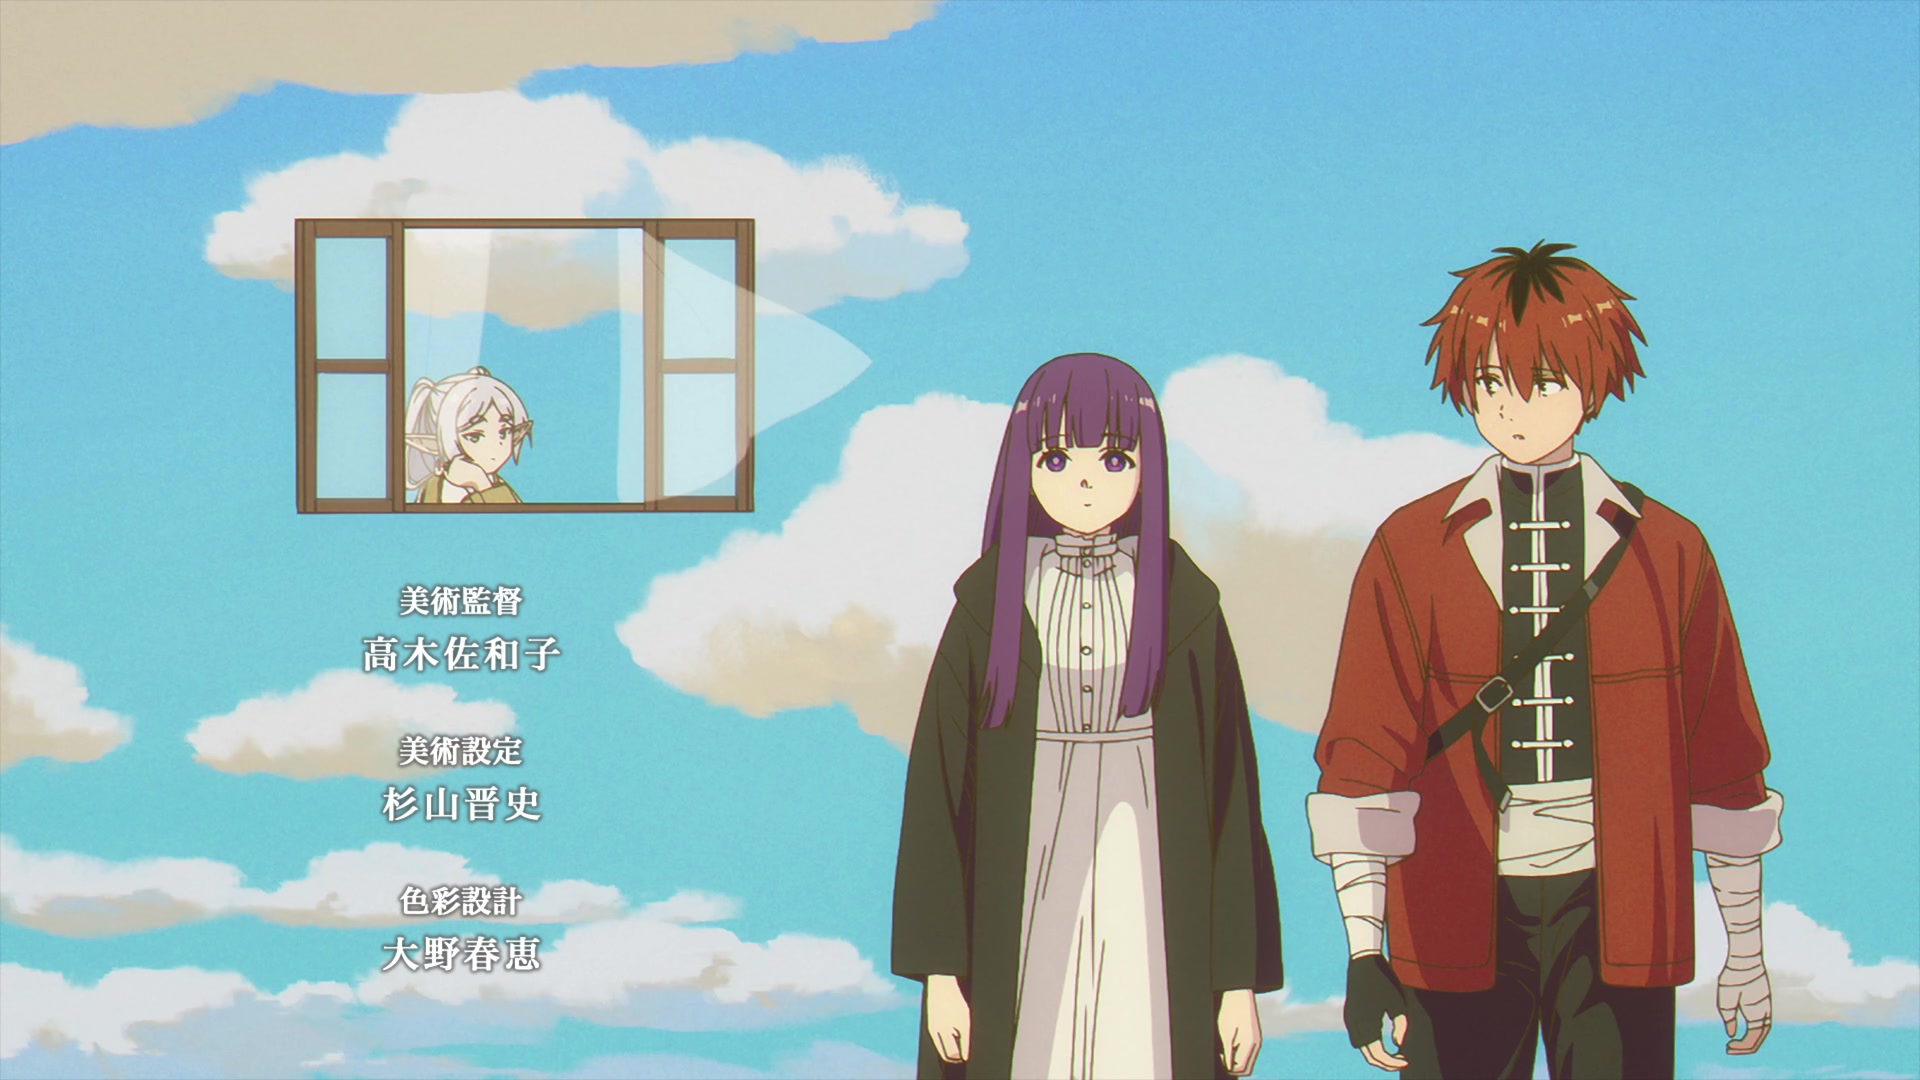 美術監督
高木佐和子
美術設定
杉山晋史
色彩設計
大野春恵